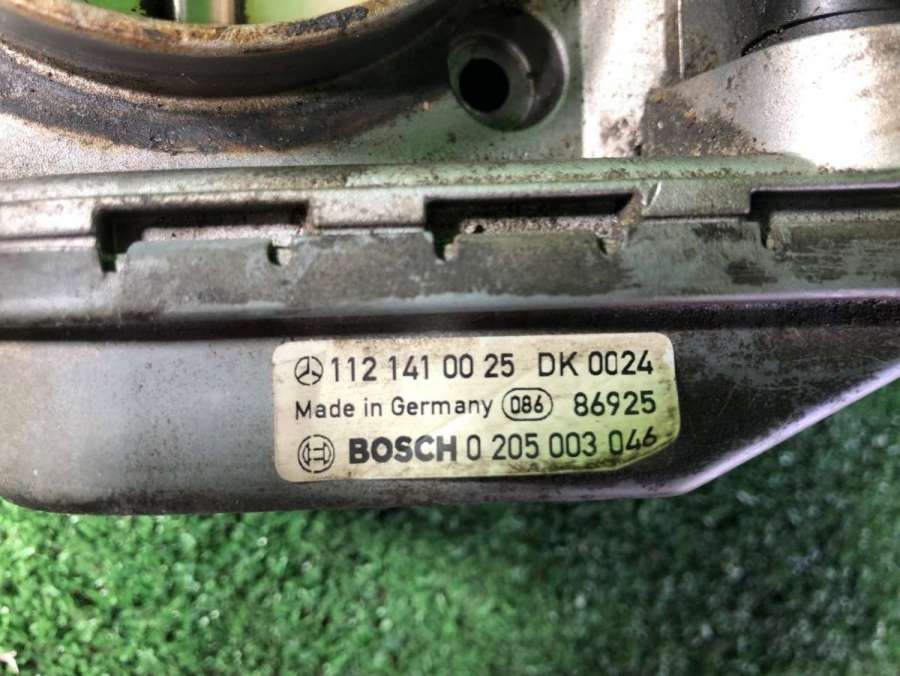 112 141 00 25 DK 0024
Made in Germany 086 86925
BOSCH 0 205 003 046